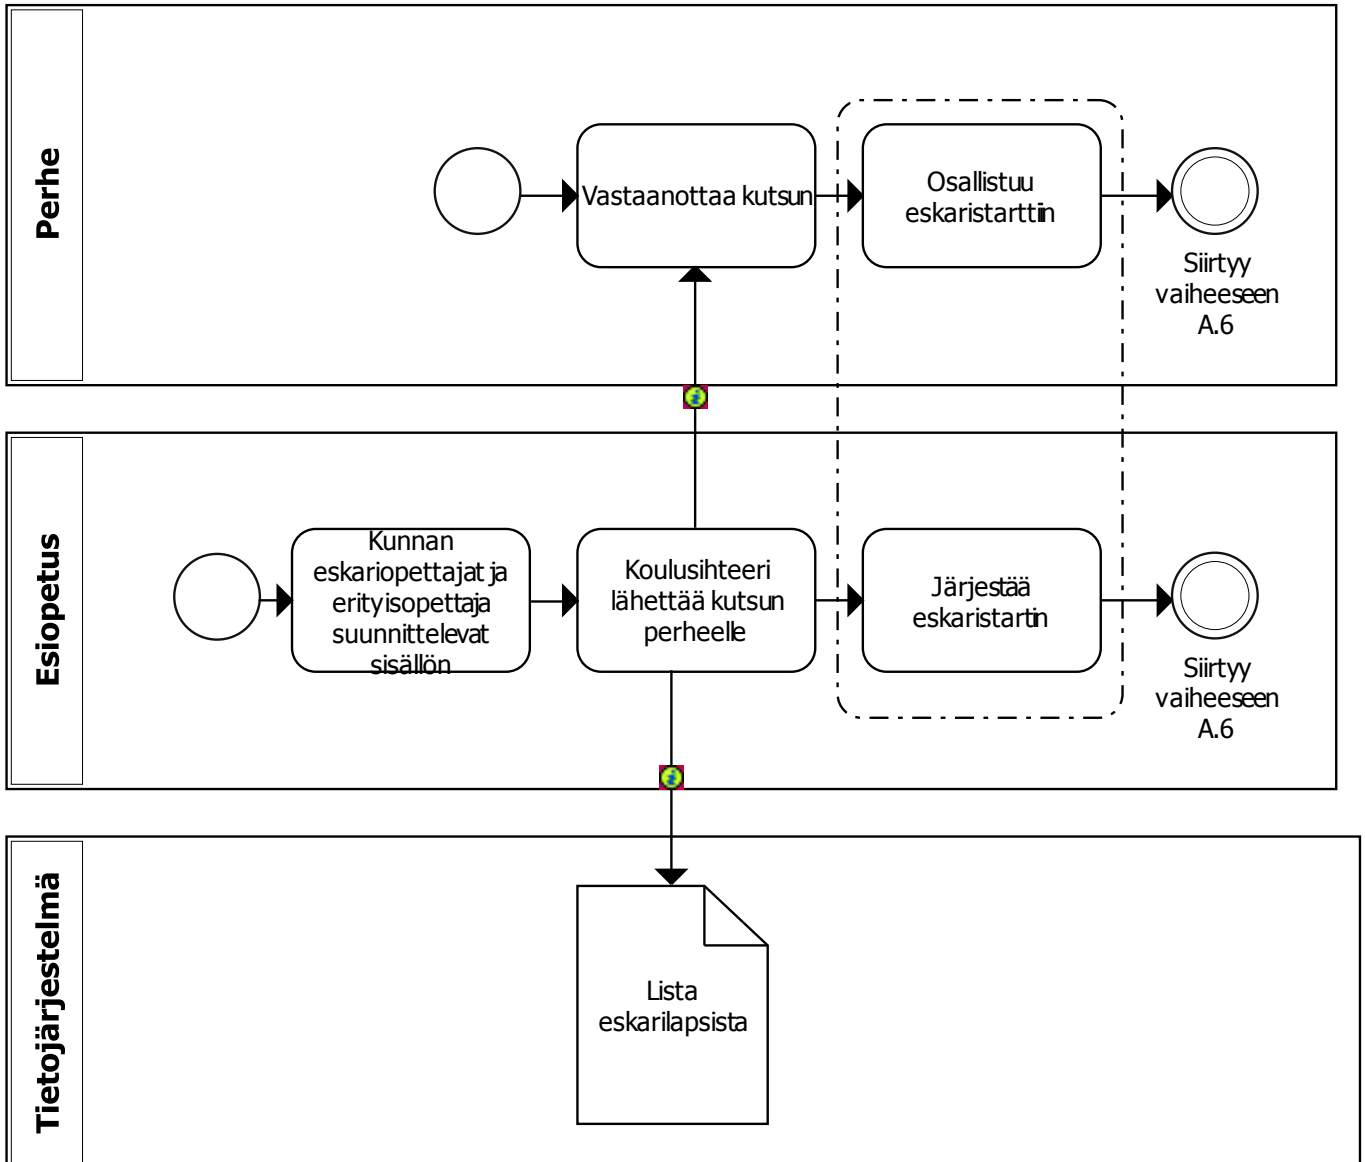 Perhe
Vastaanottaa kutsun
Osallistuu
eskaristarttiin
Siirtyy
vaiheeseen
A.6
Esiopetus
Kunnan
eskariopettajat ja
erityisopettaja
suunnittelevat
sisällön
Koulusihteeri
lähettää kutsun
perheelle
Järjestää
eskaristartin
Siirtyy
vaiheeseen
A.6
Tietojärjestelmä
Lista
eskarilapsista